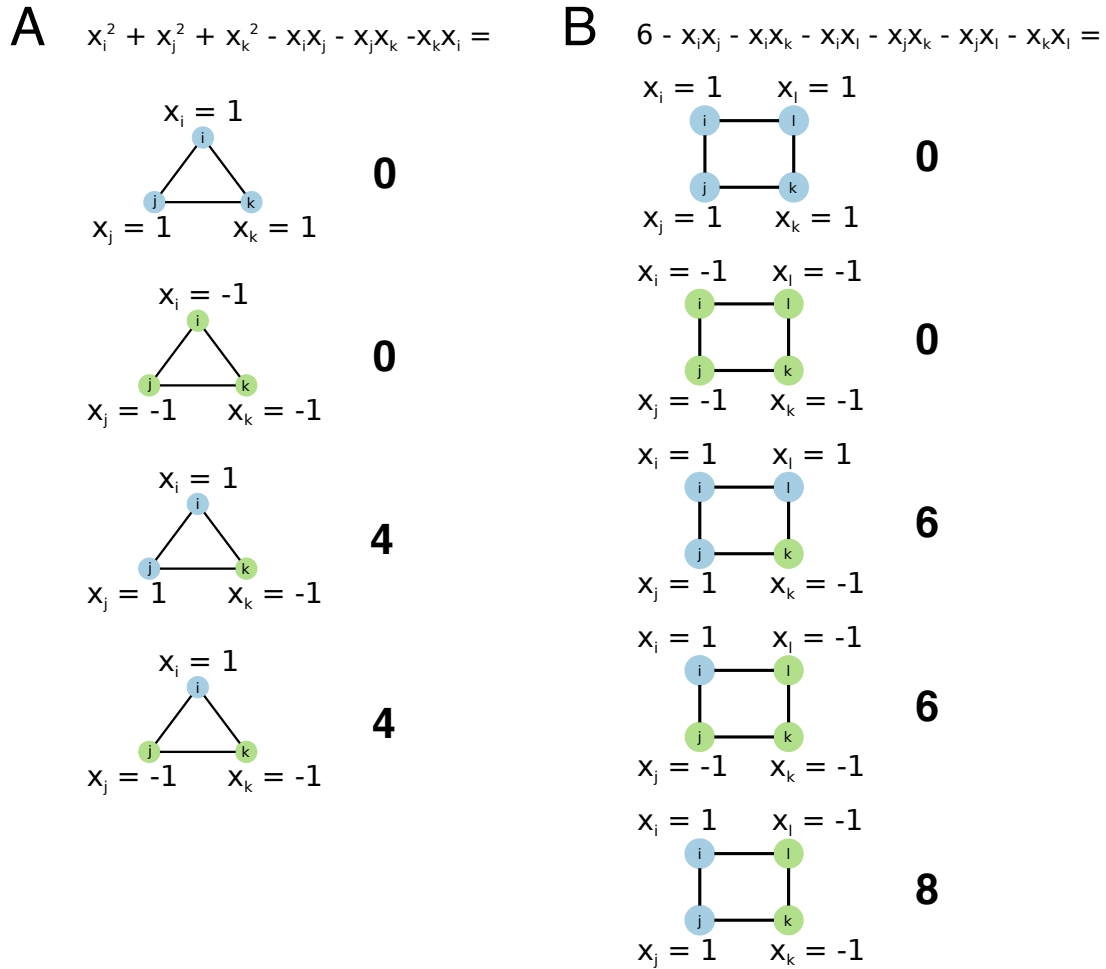 A
xᵢ² + xⱼ² + xₖ² - xᵢxⱼ - xⱼxₖ -xₖxᵢ =
xᵢ = 1
i
j
k
xⱼ = 1
xₖ = 1
0
xᵢ = -1
i
j
k
xⱼ = -1
xₖ = -1
0
xᵢ = 1
i
j
k
xⱼ = 1
xₖ = -1
4
xᵢ = 1
i
j
k
xⱼ = -1
xₖ = -1
4
B
6 - xᵢxⱼ - xᵢxₖ - xᵢxₗ - xⱼxₖ - xⱼxₗ - xₖxₗ =
xᵢ = 1
xₗ = 1
i
l
j
k
xⱼ = 1
xₖ = 1
0
xᵢ = -1
xₗ = -1
i
l
j
k
xⱼ = -1
xₖ = -1
0
xᵢ = 1
xₗ = 1
i
l
j
k
xⱼ = 1
xₖ = -1
6
xᵢ = 1
xₗ = -1
i
l
j
k
xⱼ = -1
xₖ = -1
6
xᵢ = 1
xₗ = -1
i
l
j
k
xⱼ = 1
xₖ = -1
8